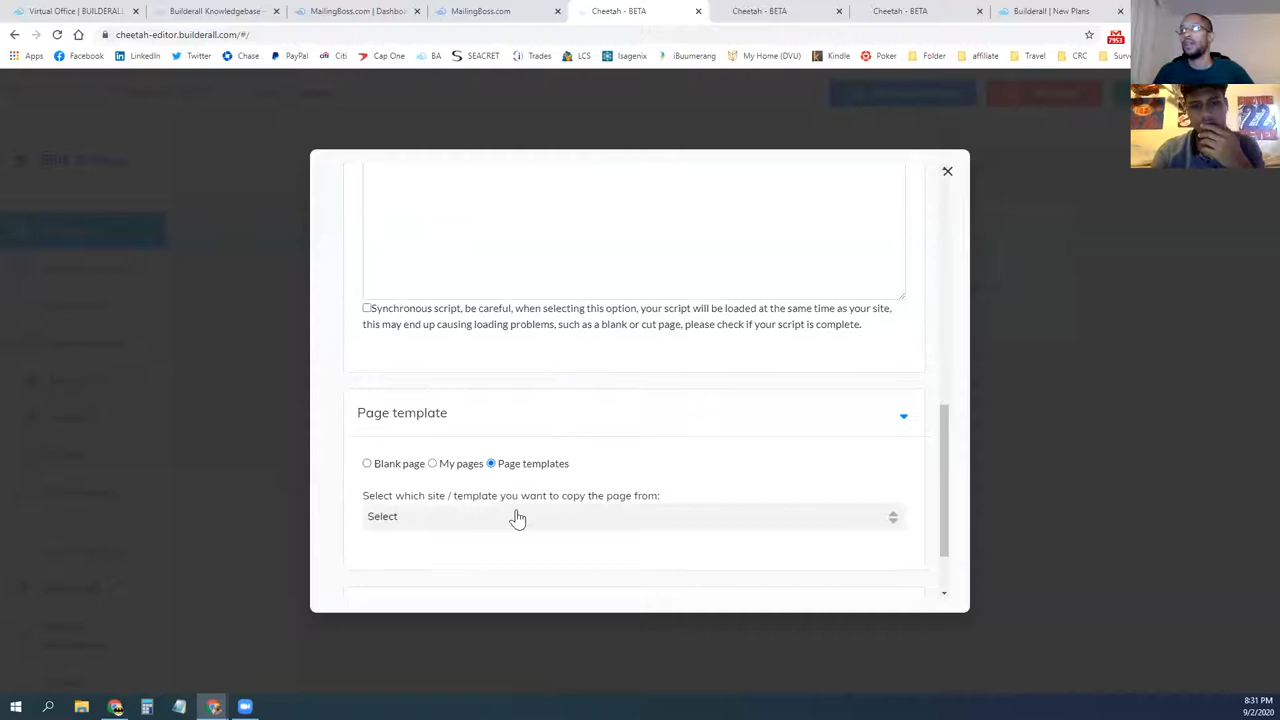 Virtual Office | BUILDERALL
Builderall Knowledgebase -
MailingBoss.com | Dashbo
MailingBoss.com
Cheetah - BETA
Cheetah - BETA
Cheetah - BETA
Builderall | New Plans
cheetah-editor.builderall.com/#/
7953
Apps
Facebook
LinkedIn
Twitter
Chase
PayPal
Citi
Cap One
BA
SEACRET
Trades
LCS
Isagenix
iBuumerang
My Home (DVU)
Kindle
Poker
Folder
affiliate
Travel
CRC
Surv
22
Synchronous script, be careful, when selecting this option, your script will be loaded at the same time as your site,
this may end up causing loading problems, such as a blank or cut page, please check if your script is complete.
Page template
Blank page
My pages
Page templates
Select which site / template you want to copy the page from:
Select
8:31 PM
9/2/2020